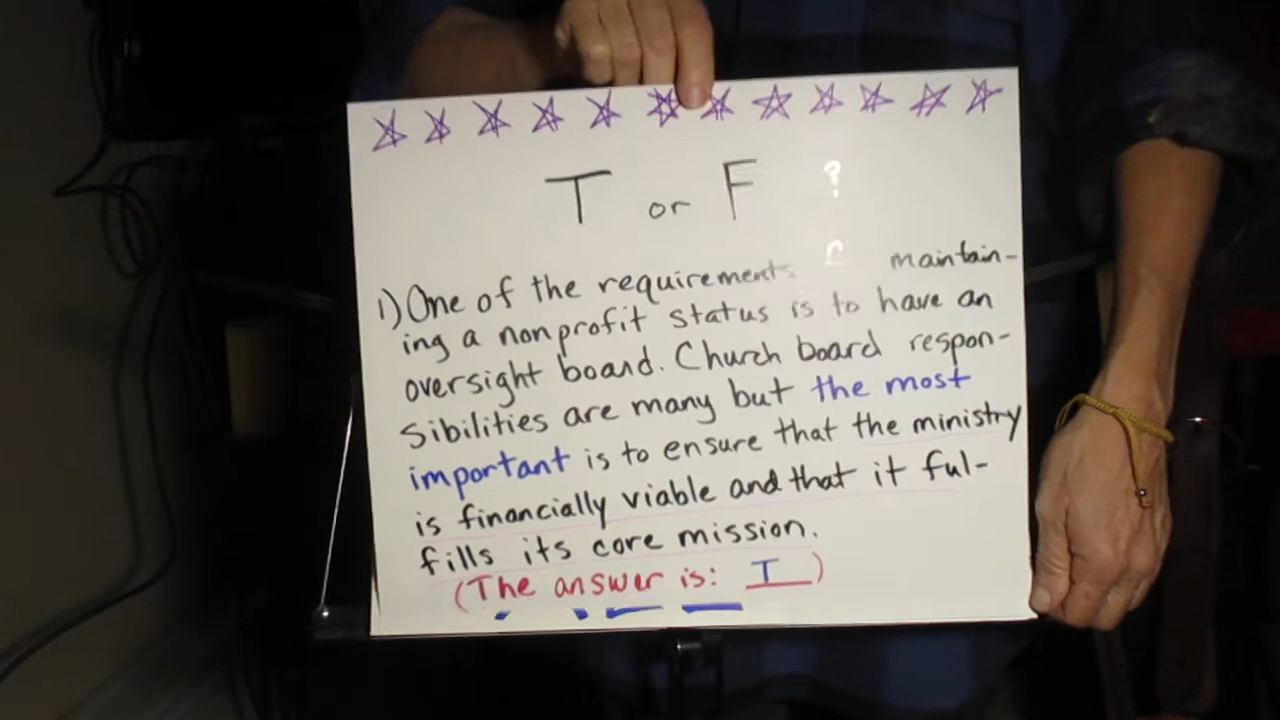 T or F ?
1) One of the requirements maintain-
ing a nonprofit status is to have an
oversight board. Church board respon-
sibilities are many but the most
important is to ensure that the ministry
is financially viable and that it ful-
fills its core mission.
(The answer is: T)